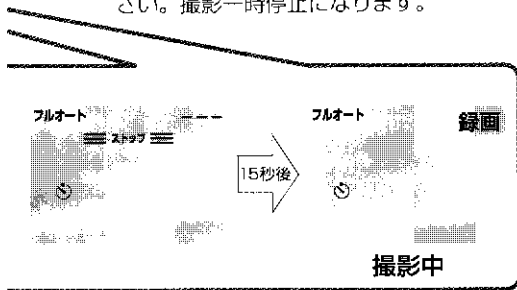 さい。撮影一時停止になります。
フルオート ---
ストップ
15秒後
フルオート 録画
撮影中